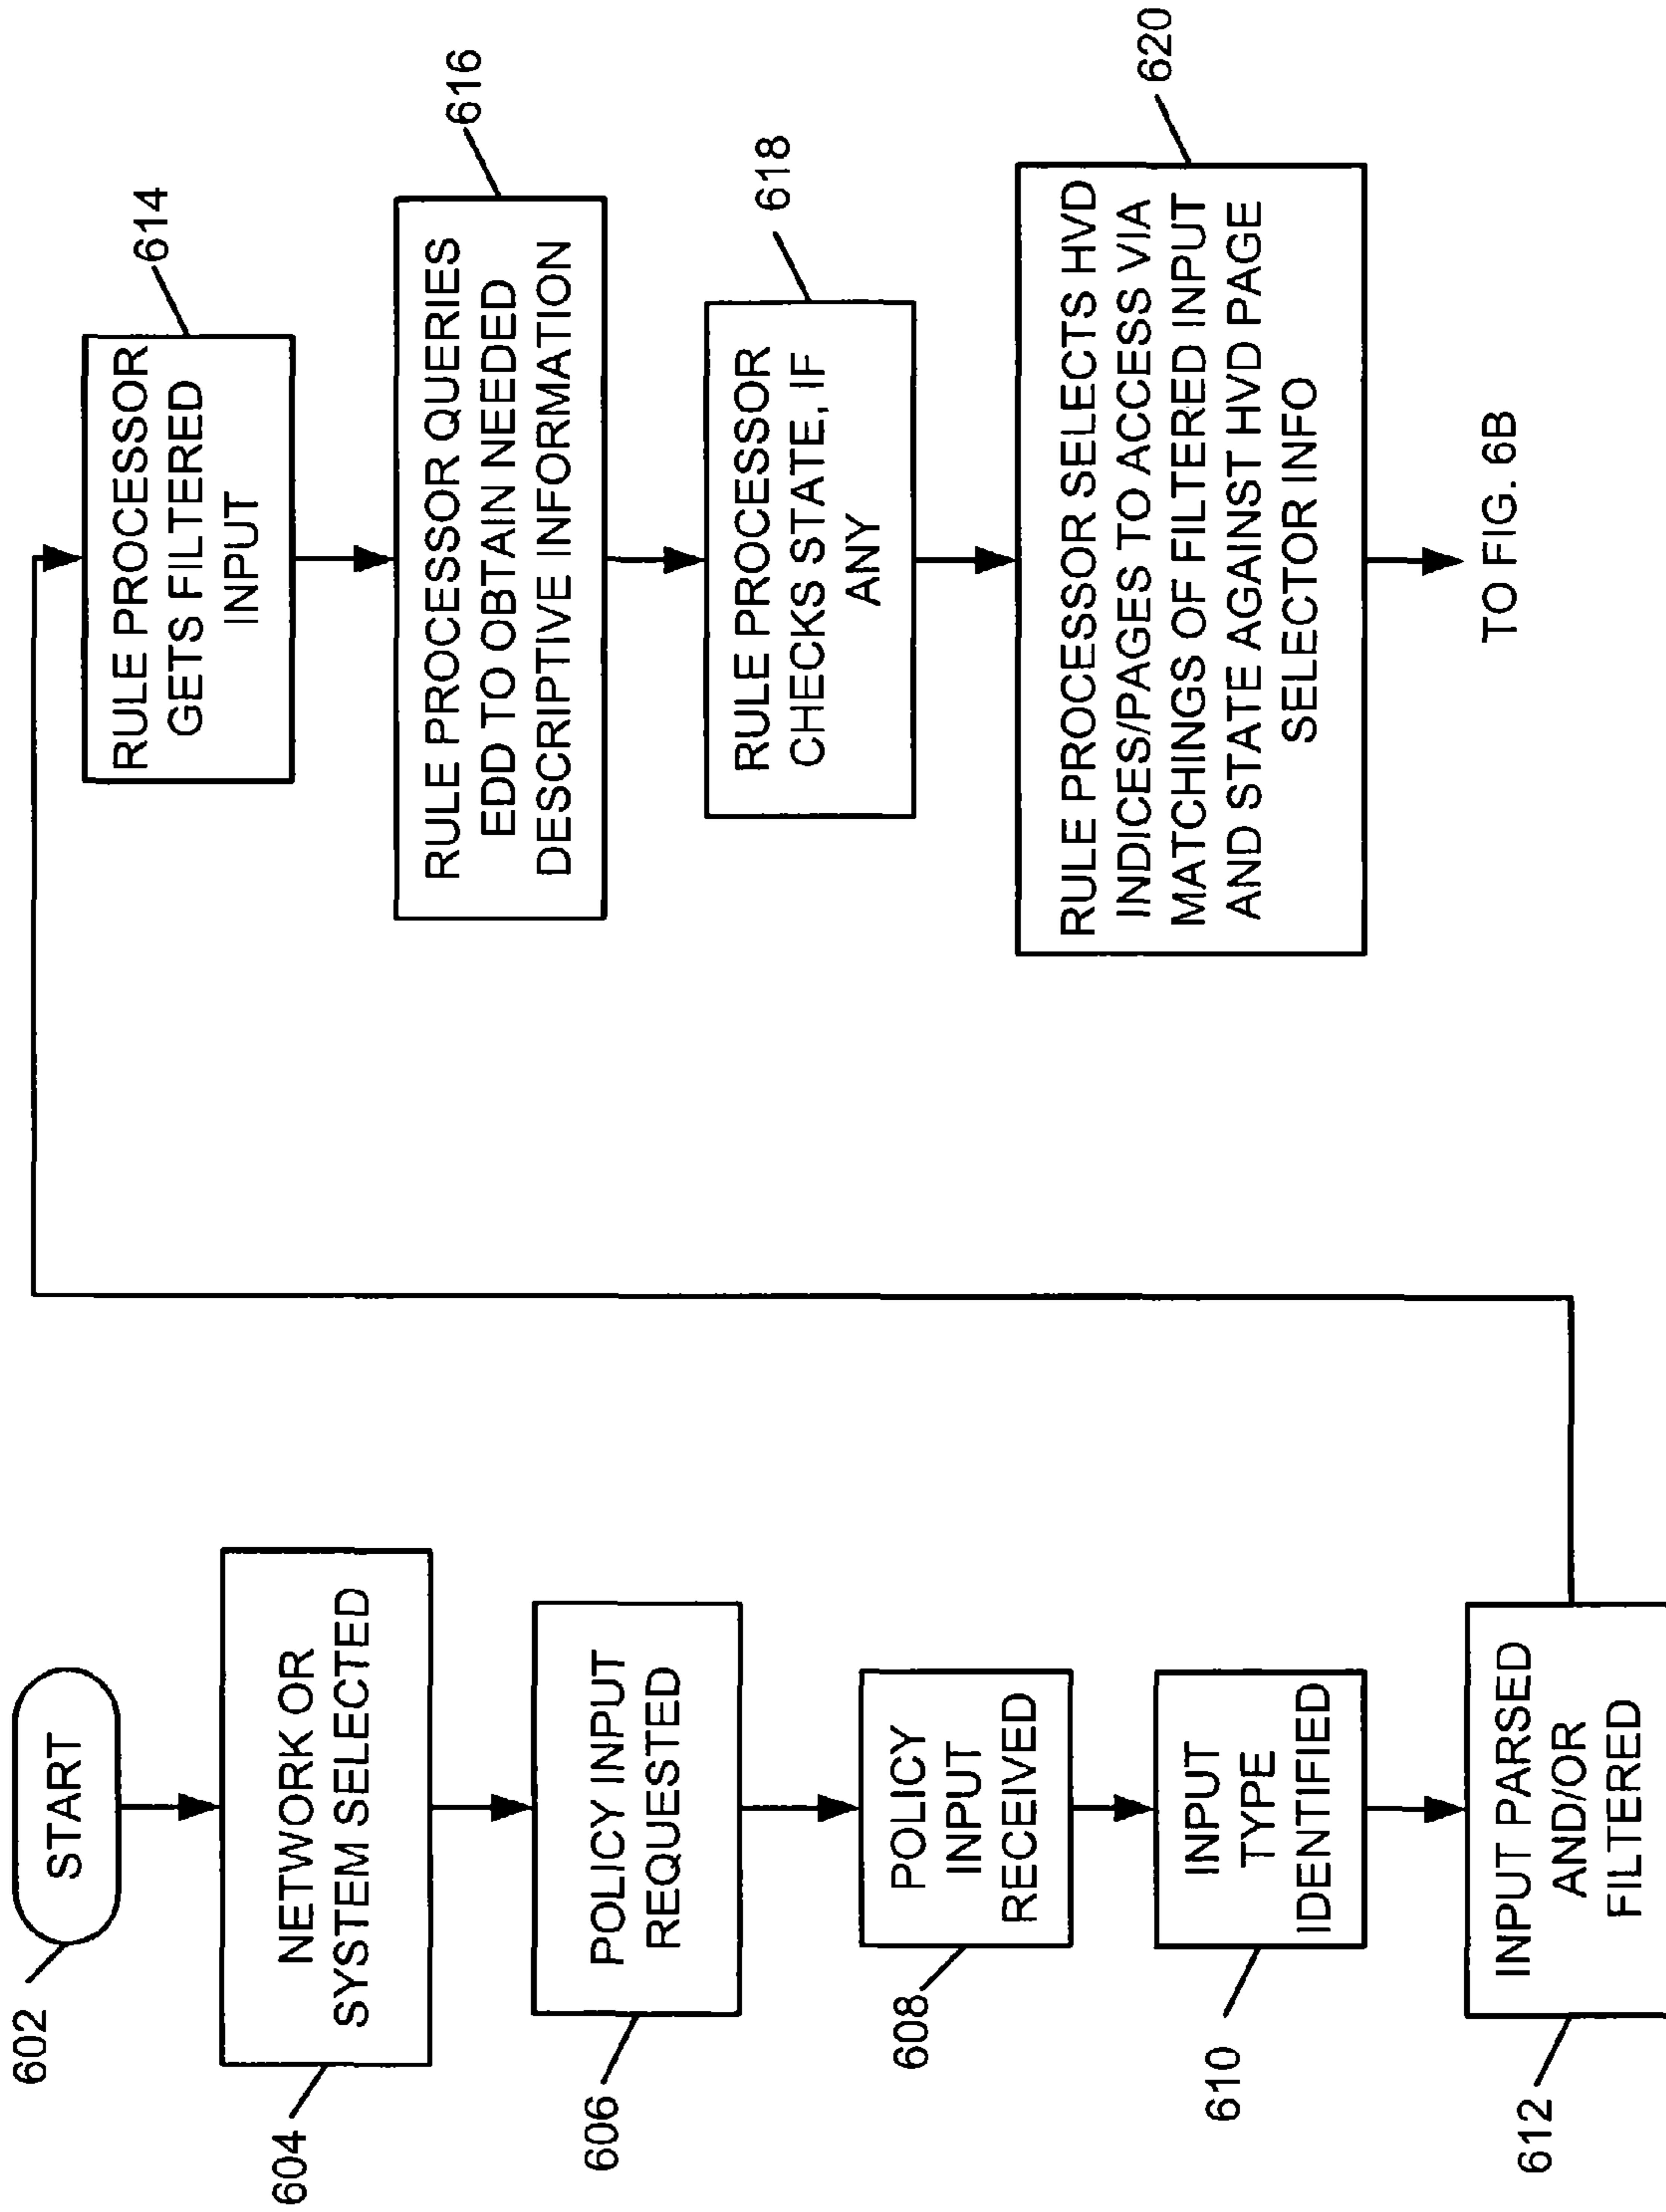 602
START
604
NETWORK OR
SYSTEM SELECTED
606
POLICY INPUT
REQUESTED
608
POLICY
INPUT
RECEIVED
610
INPUT
TYPE
IDENTIFIED
612
INPUT PARSED
AND/OR
FILTERED
614
RULE PROCESSOR
GETS FILTERED
INPUT
616
RULE PROCESSOR QUERIES
EDD TO OBTAIN NEEDED
DESCRIPTIVE INFORMATION
618
RULE PROCESSOR
CHECKS STATE, IF
ANY
620
RULE PROCESSOR SELECTS HVD
INDICES/PAGES TO ACCESS VIA
MATCHINGS OF FILTERED INPUT
AND STATE AGAINST HVD PAGE
SELECTOR INFO
TO FIG. 6B